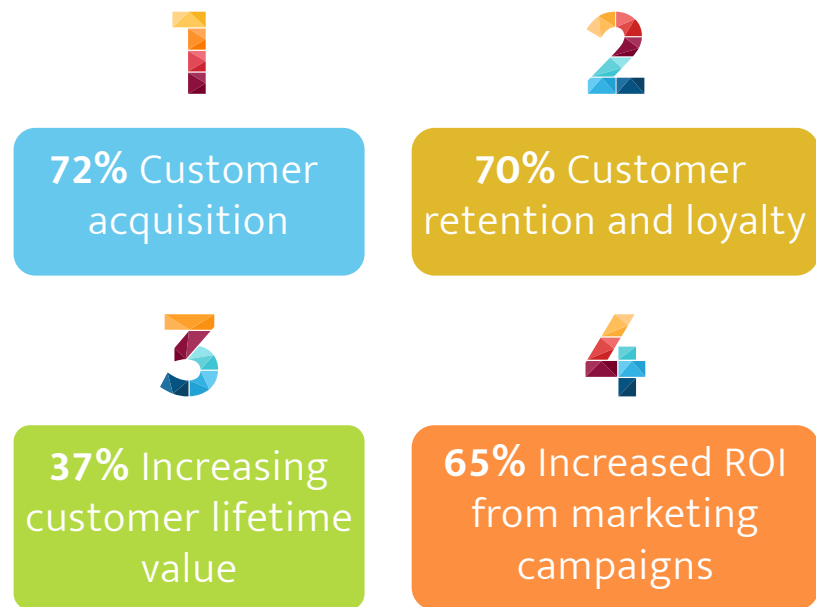 1
72% Customer
acquisition
2
70% Customer
retention and loyalty
3
37% Increasing
customer lifetime
value
4
65% Increased ROI
from marketing
campaigns